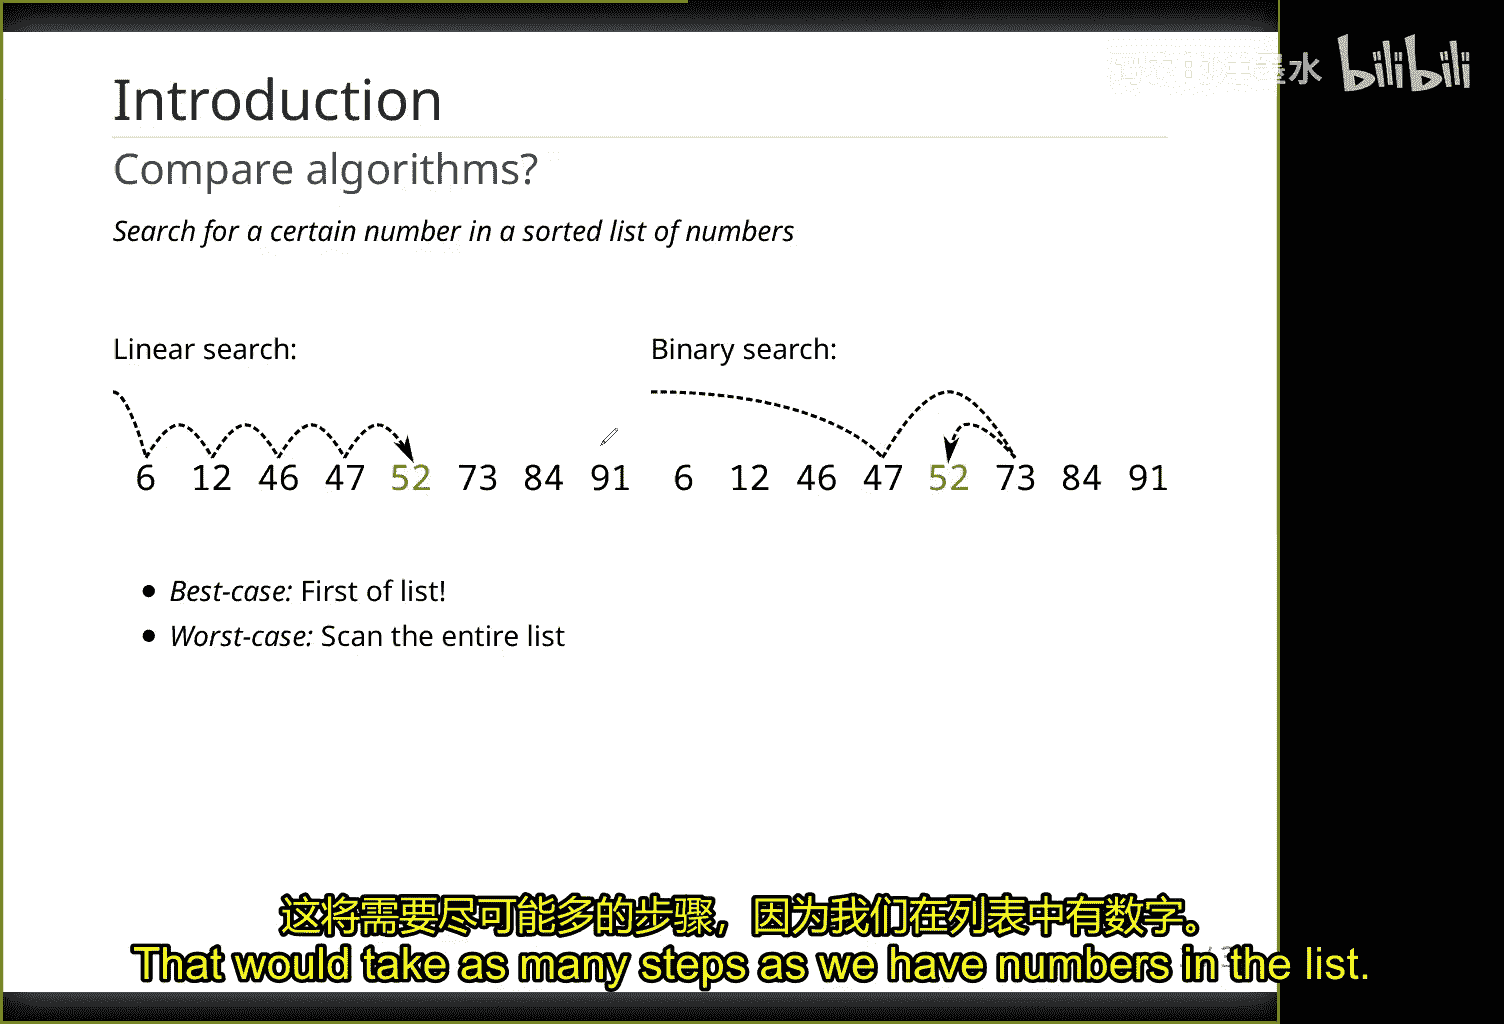 水 bilibili
Introduction
Compare algorithms?
Search for a certain number in a sorted list of numbers
Linear search:
Binary search:
6 12 46 47 52 73 84 91
6 12 46 47 52 73 84 91
• Best-case: First of list!
• Worst-case: Scan the entire list
这将需要尽可能多的步骤，因为我们在列表中有数字。
That would take as many steps as we have numbers in the list.